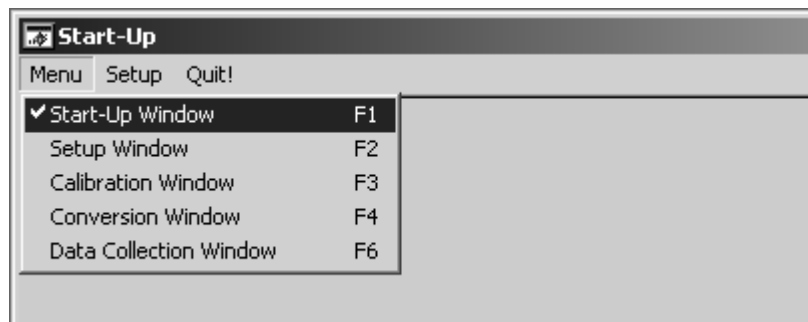 Start-Up
Menu Setup Quit!
Start-Up Window F1
Setup Window F2
Calibration Window F3
Conversion Window F4
Data Collection Window F6